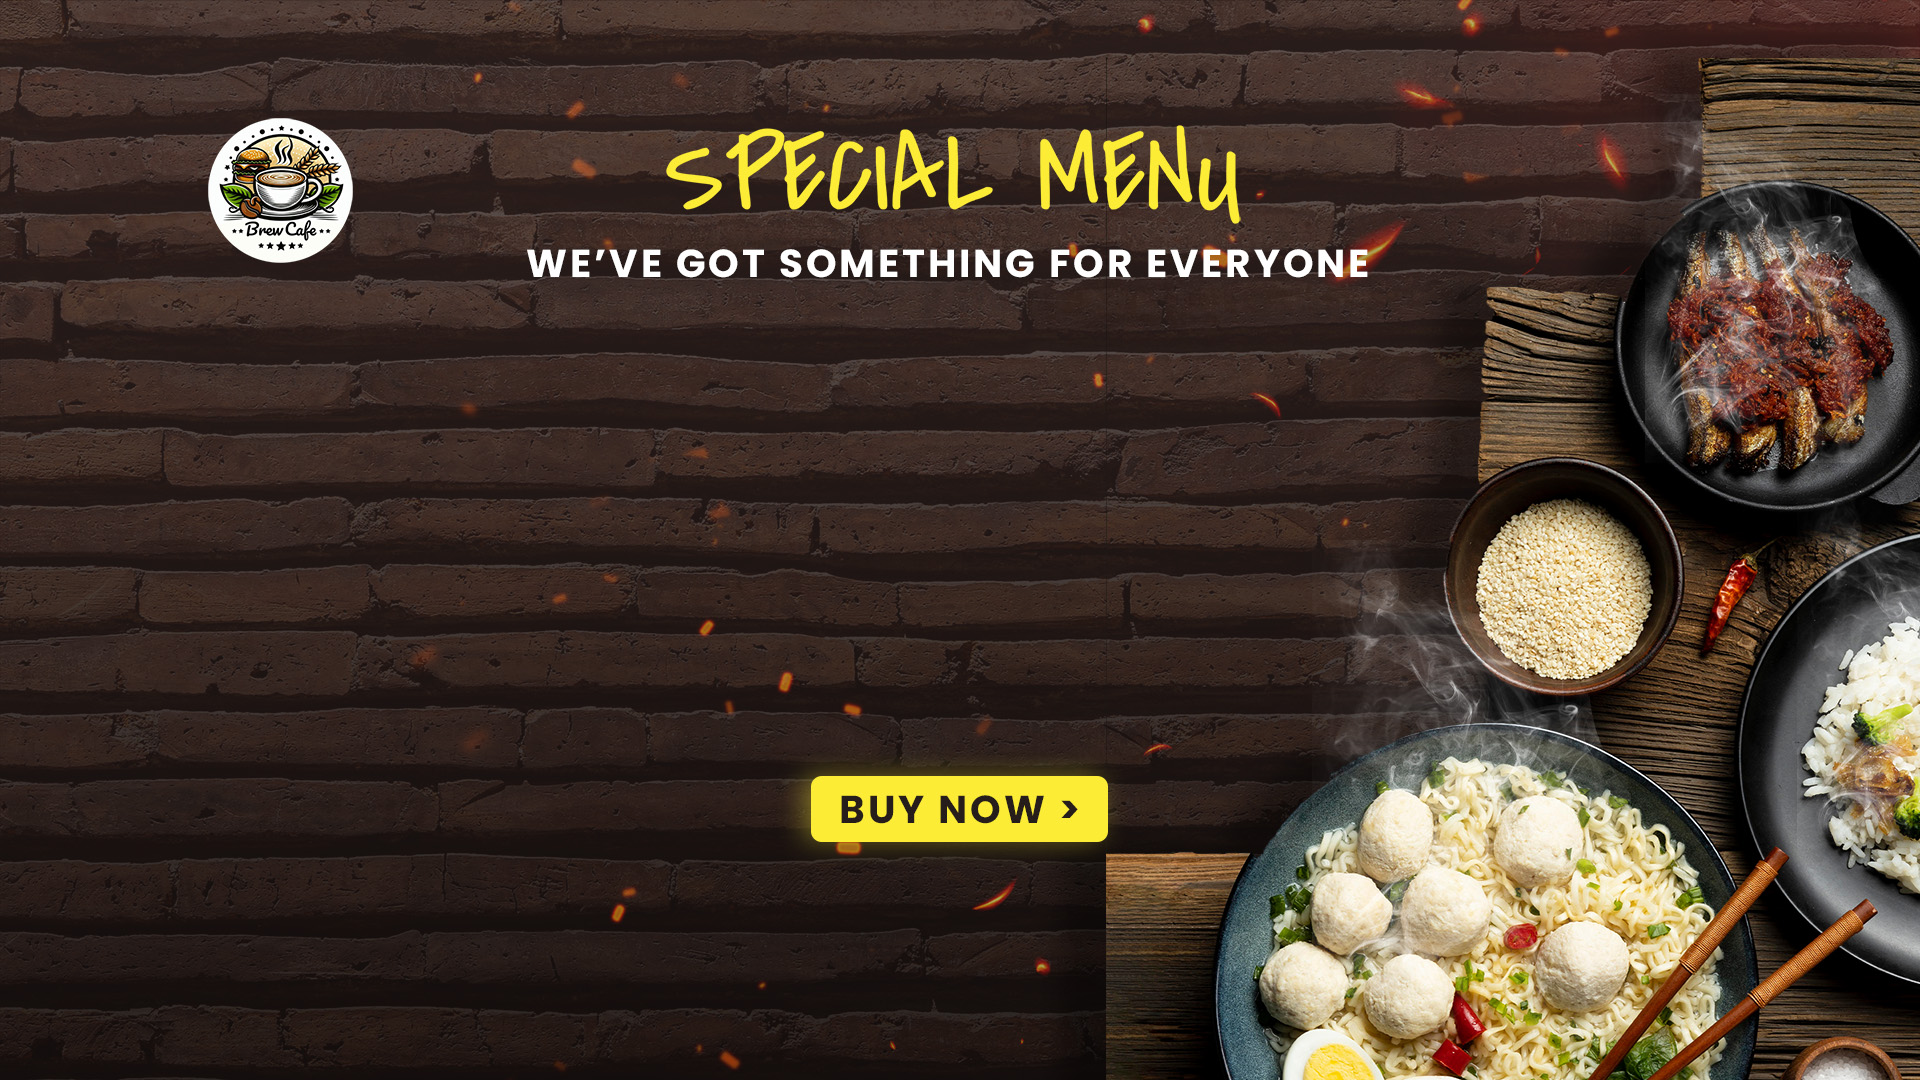 Brew Cafe
SPECIAL MENU
WE’VE GOT SOMETHING FOR EVERYONE
BUY NOW >